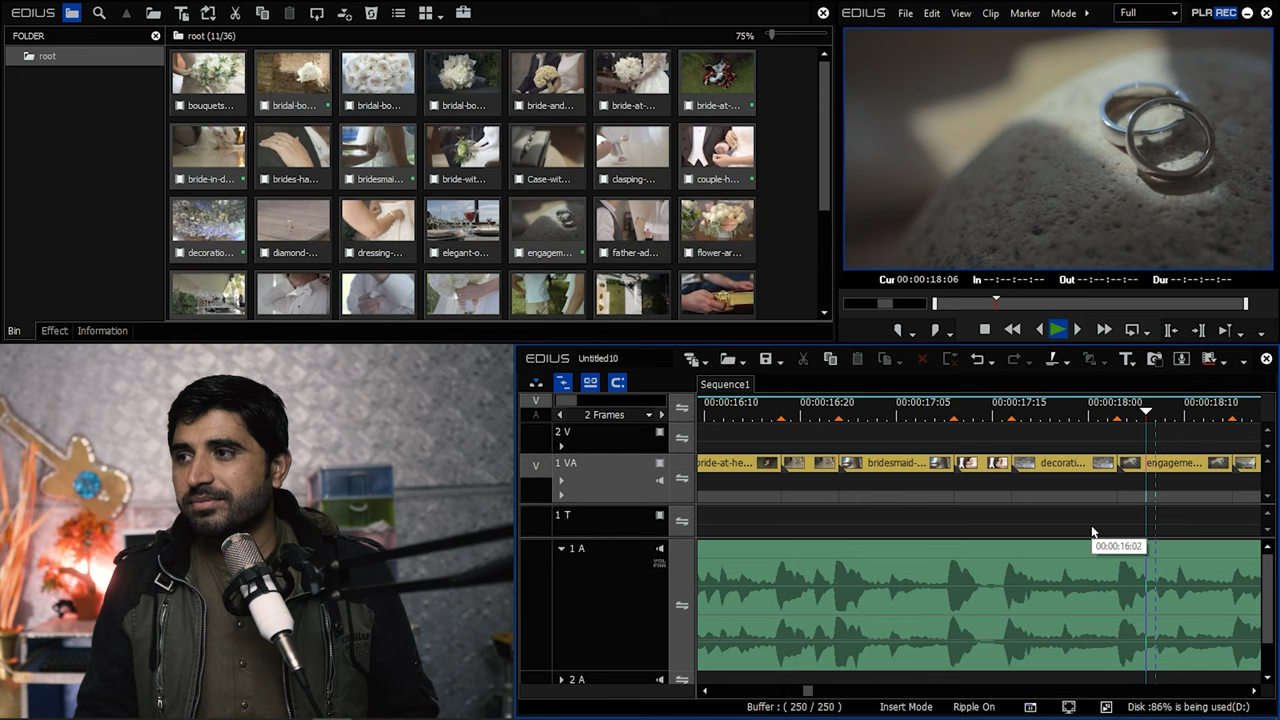 EDIUS
FOLDER
root
root (11/36)
75%
bouquets...
bridal-bo...
bridal-bo...
bridal-bo...
bride-and...
bride-at-...
bride-at-...
bride-in-d...
brides-ha...
bridesmai...
bride-wit...
Case-wit...
clasping-...
couple-h...
decoratio...
diamond-...
dressing-...
elegant-o...
engagem...
father-ad...
flower-ar...
Bin
Effect
Information
EDIUS File Edit View Clip Marker Mode Full PLR REC
Cur 00:00:18:06 In --:--:--:-- Out --:--:--:-- Dur --:--:--:--
EDIUS Untitled10
Sequence1
V
A
2 Frames
00:00:16:10 00:00:16:20 00:00:17:05 00:00:17:15 00:00:18:00 00:00:18:10
2 V
V
1 VA
bride-at-he...
bridesmaid-...
decorati...
engageme...
1 T
00:00:16:02
1 A
VOL
PAN
2 A
Buffer : ( 250 / 250 ) Insert Mode Ripple On Disk :86% is being used(D:)